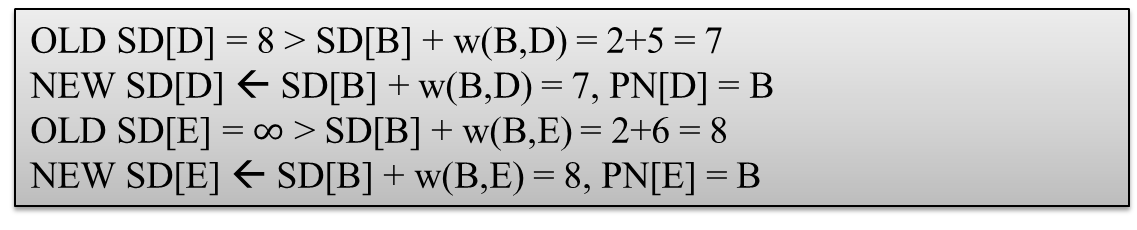 OLD SD[D] = 8 > SD[B] + w(B,D) = 2+5 = 7
NEW SD[D] ← SD[B] + w(B,D) = 7, PN[D] = B
OLD SD[E] = ∞ > SD[B] + w(B,E) = 2+6 = 8
NEW SD[E] ← SD[B] + w(B,E) = 8, PN[E] = B